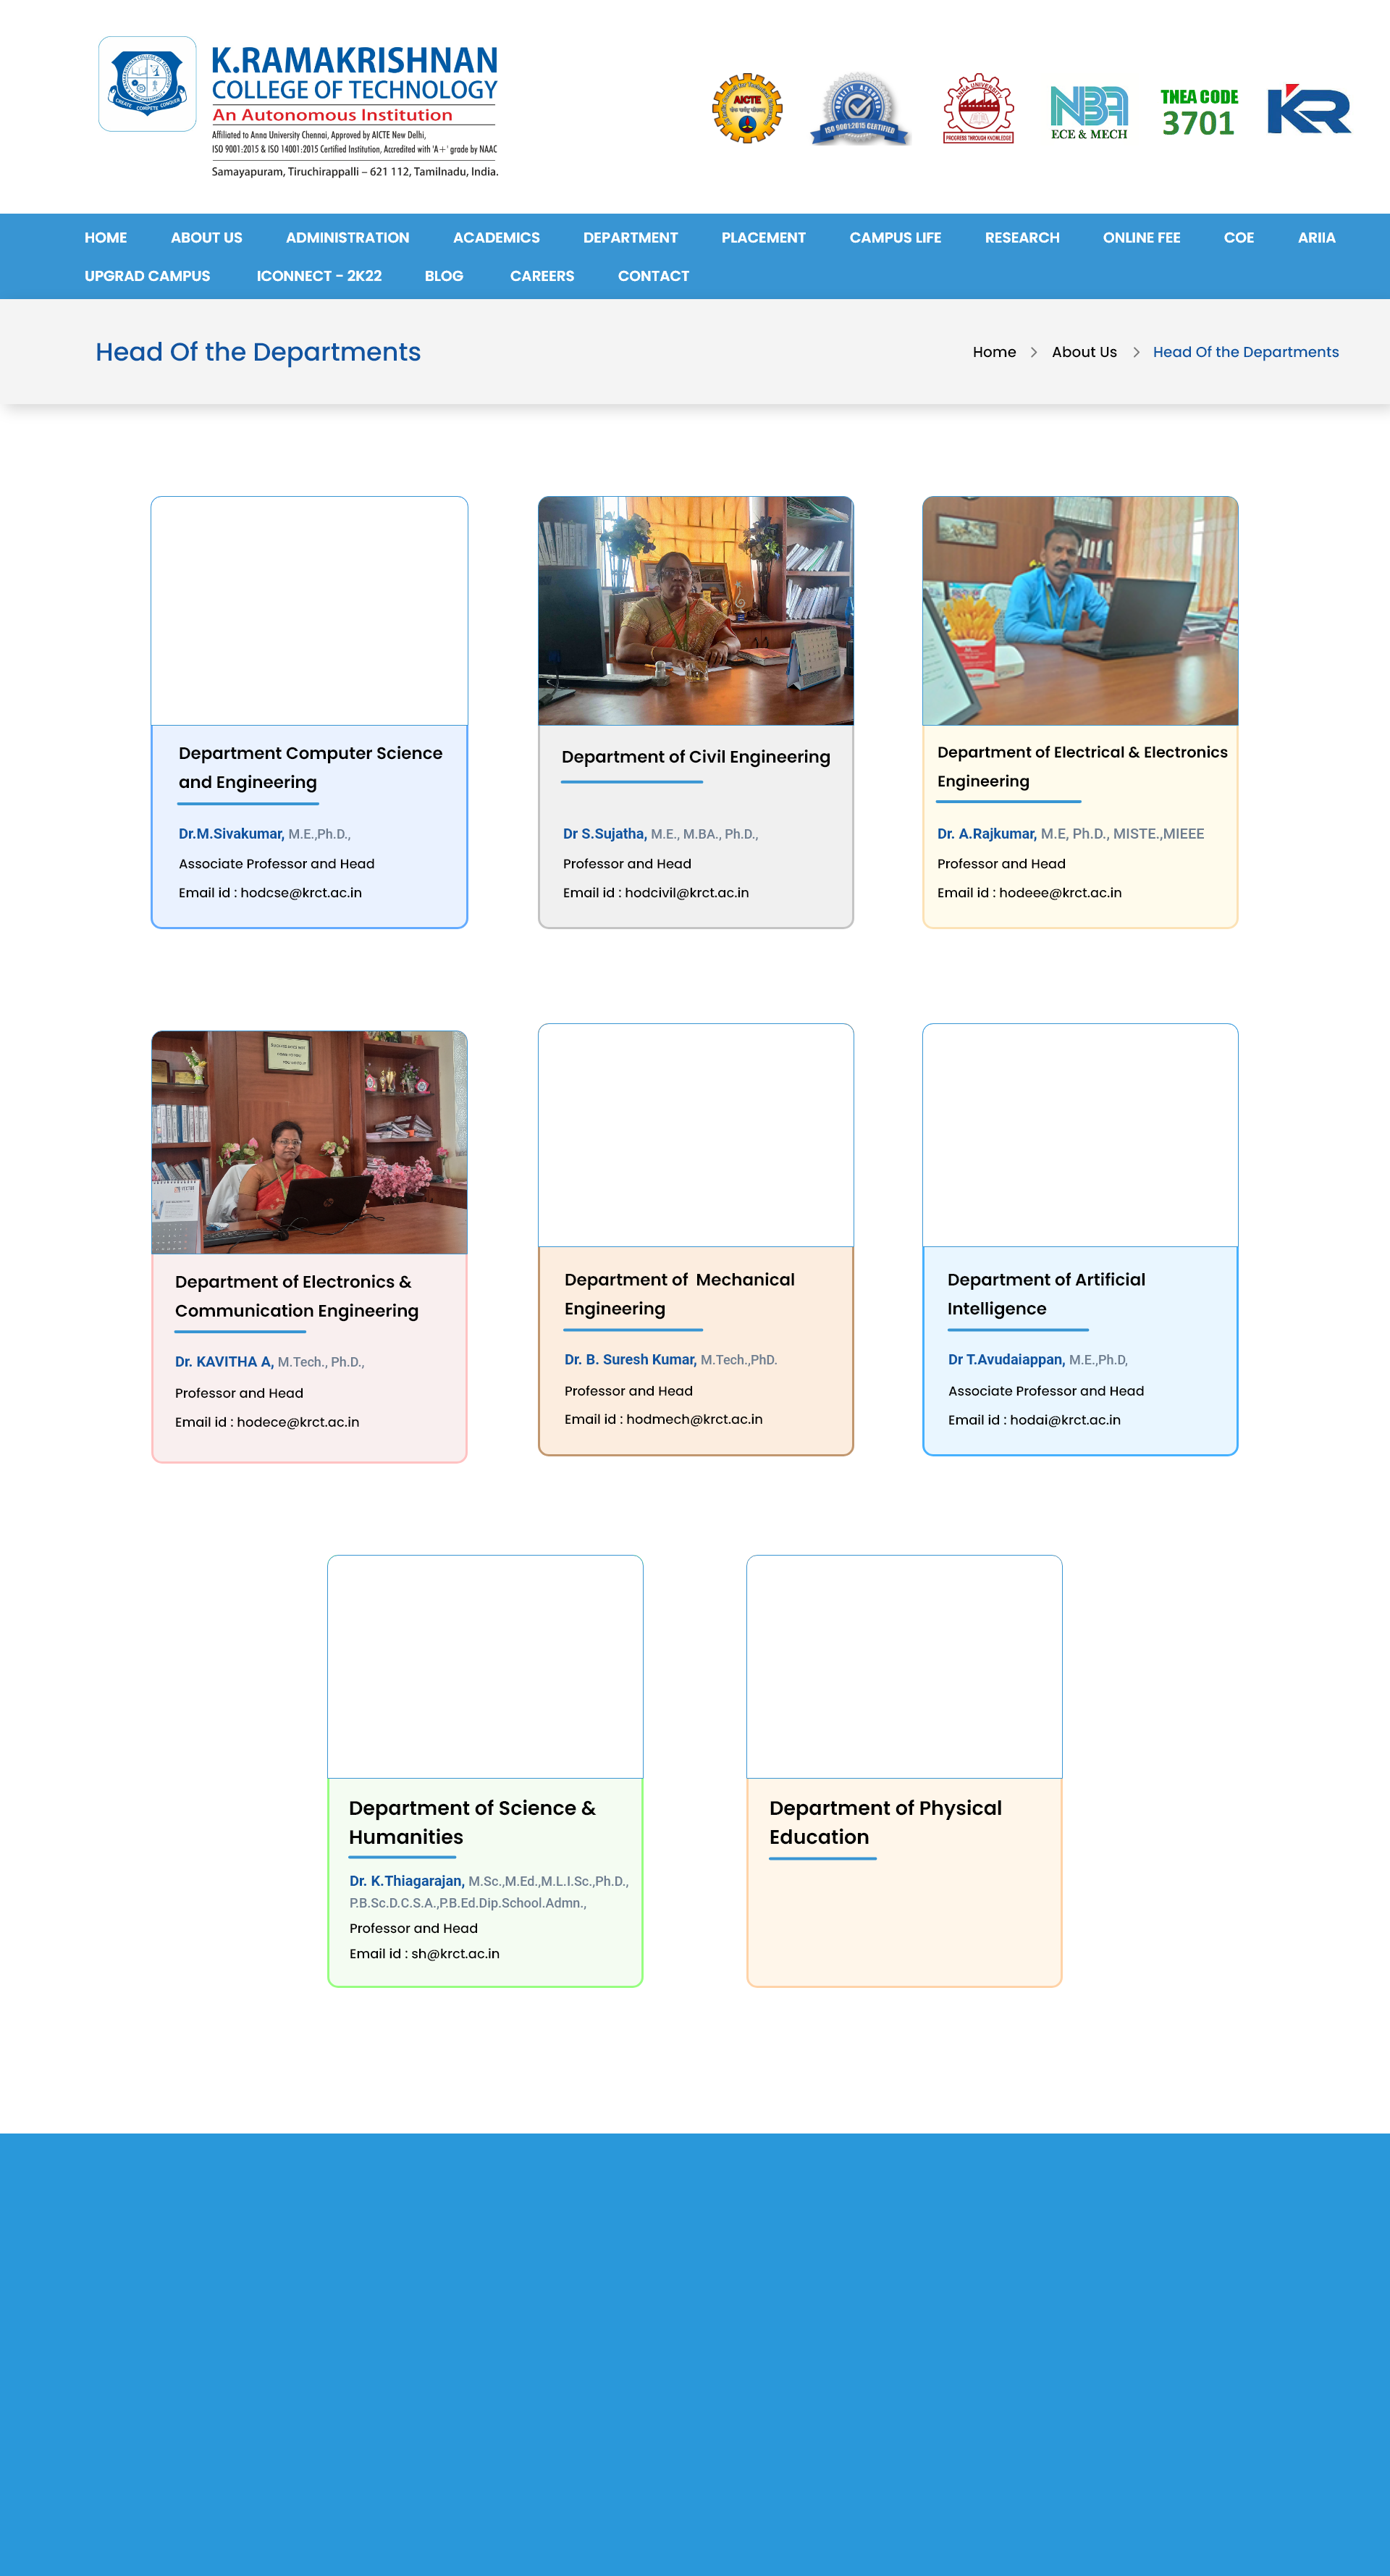 K.RAMAKRISHNAN
COLLEGE OF TECHNOLOGY
An Autonomous Institution
Affiliated to Anna University Chennai, Approved by AICTE New Delhi,
ISO 9001:2015 & ISO 14001:2015 Certified Institution, Accredited with 'A+' grade by NAAC
Samayapuram, Tiruchirappalli – 621 112, Tamilnadu, India.
CREATE COMPETE CONQUER
AICTE
QUALITY ASSURED
ISO 9001:2015 CERTIFIED
ANNA UNIVERSITY
PROGRESS THROUGH KNOWLEDGE
NBA
ECE & MECH
TNEA CODE
3701
KR
HOME ABOUT US ADMINISTRATION ACADEMICS DEPARTMENT PLACEMENT CAMPUS LIFE RESEARCH ONLINE FEE COE ARIIA
UPGRAD CAMPUS ICONNECT - 2K22 BLOG CAREERS CONTACT
Head Of the Departments
Home > About Us > Head Of the Departments
Department Computer Science
and Engineering
Dr.M.Sivakumar, M.E.,Ph.D.,
Associate Professor and Head
Email id : hodcse@krct.ac.in
Department of Civil Engineering
Dr S.Sujatha, M.E., M.BA., Ph.D.,
Professor and Head
Email id : hodcivil@krct.ac.in
Department of Electrical & Electronics
Engineering
Dr. A.Rajkumar, M.E, Ph.D., MISTE.,MIEEE
Professor and Head
Email id : hodeee@krct.ac.in
Department of Electronics &
Communication Engineering
Dr. KAVITHA A, M.Tech., Ph.D.,
Professor and Head
Email id : hodece@krct.ac.in
Department of  Mechanical
Engineering
Dr. B. Suresh Kumar, M.Tech.,PhD.
Professor and Head
Email id : hodmech@krct.ac.in
Department of Artificial
Intelligence
Dr T.Avudaiappan, M.E.,Ph.D,
Associate Professor and Head
Email id : hodai@krct.ac.in
Department of Science &
Humanities
Dr. K.Thiagarajan, M.Sc.,M.Ed.,M.L.I.Sc.,Ph.D.,
P.B.Sc.D.C.S.A.,P.B.Ed.Dip.School.Admn.,
Professor and Head
Email id : sh@krct.ac.in
Department of Physical
Education